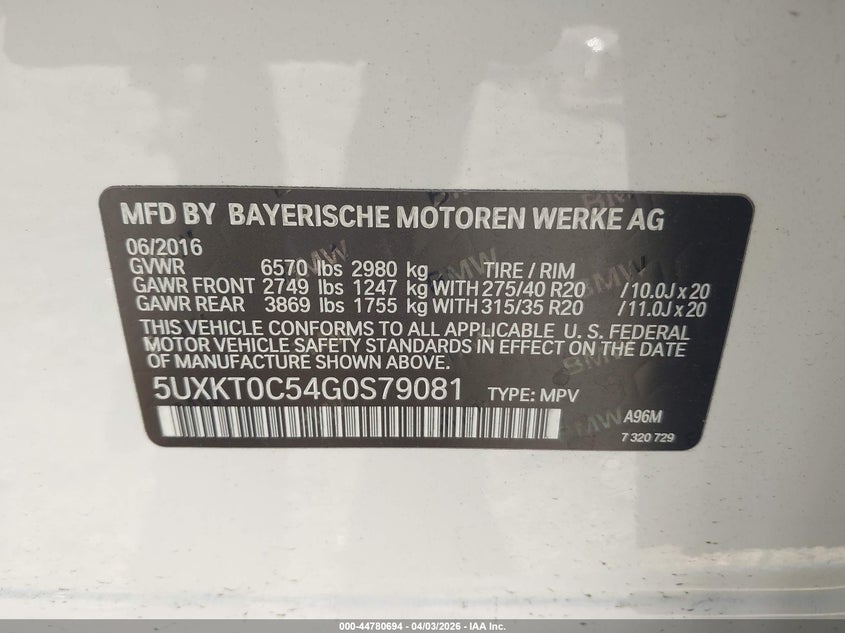 MFD BY BAYERISCHE MOTOREN WERKE AG
06/2016
GVWR 6570 lbs 2980 kg TIRE / RIM
GAWR FRONT 2749 lbs 1247 kg WITH 275/40 R20 /10.0J x 20
GAWR REAR 3869 lbs 1755 kg WITH 315/35 R20 /11.0J x 20
THIS VEHICLE CONFORMS TO ALL APPLICABLE U. S. FEDERAL
MOTOR VEHICLE SAFETY STANDARDS IN EFFECT ON THE DATE
OF MANUFACTURE SHOWN ABOVE.
5UXKT0C54G0S79081 TYPE: MPV
A96M
7 320 729
000-44780694 | 04/03/2026 - IAA Inc.